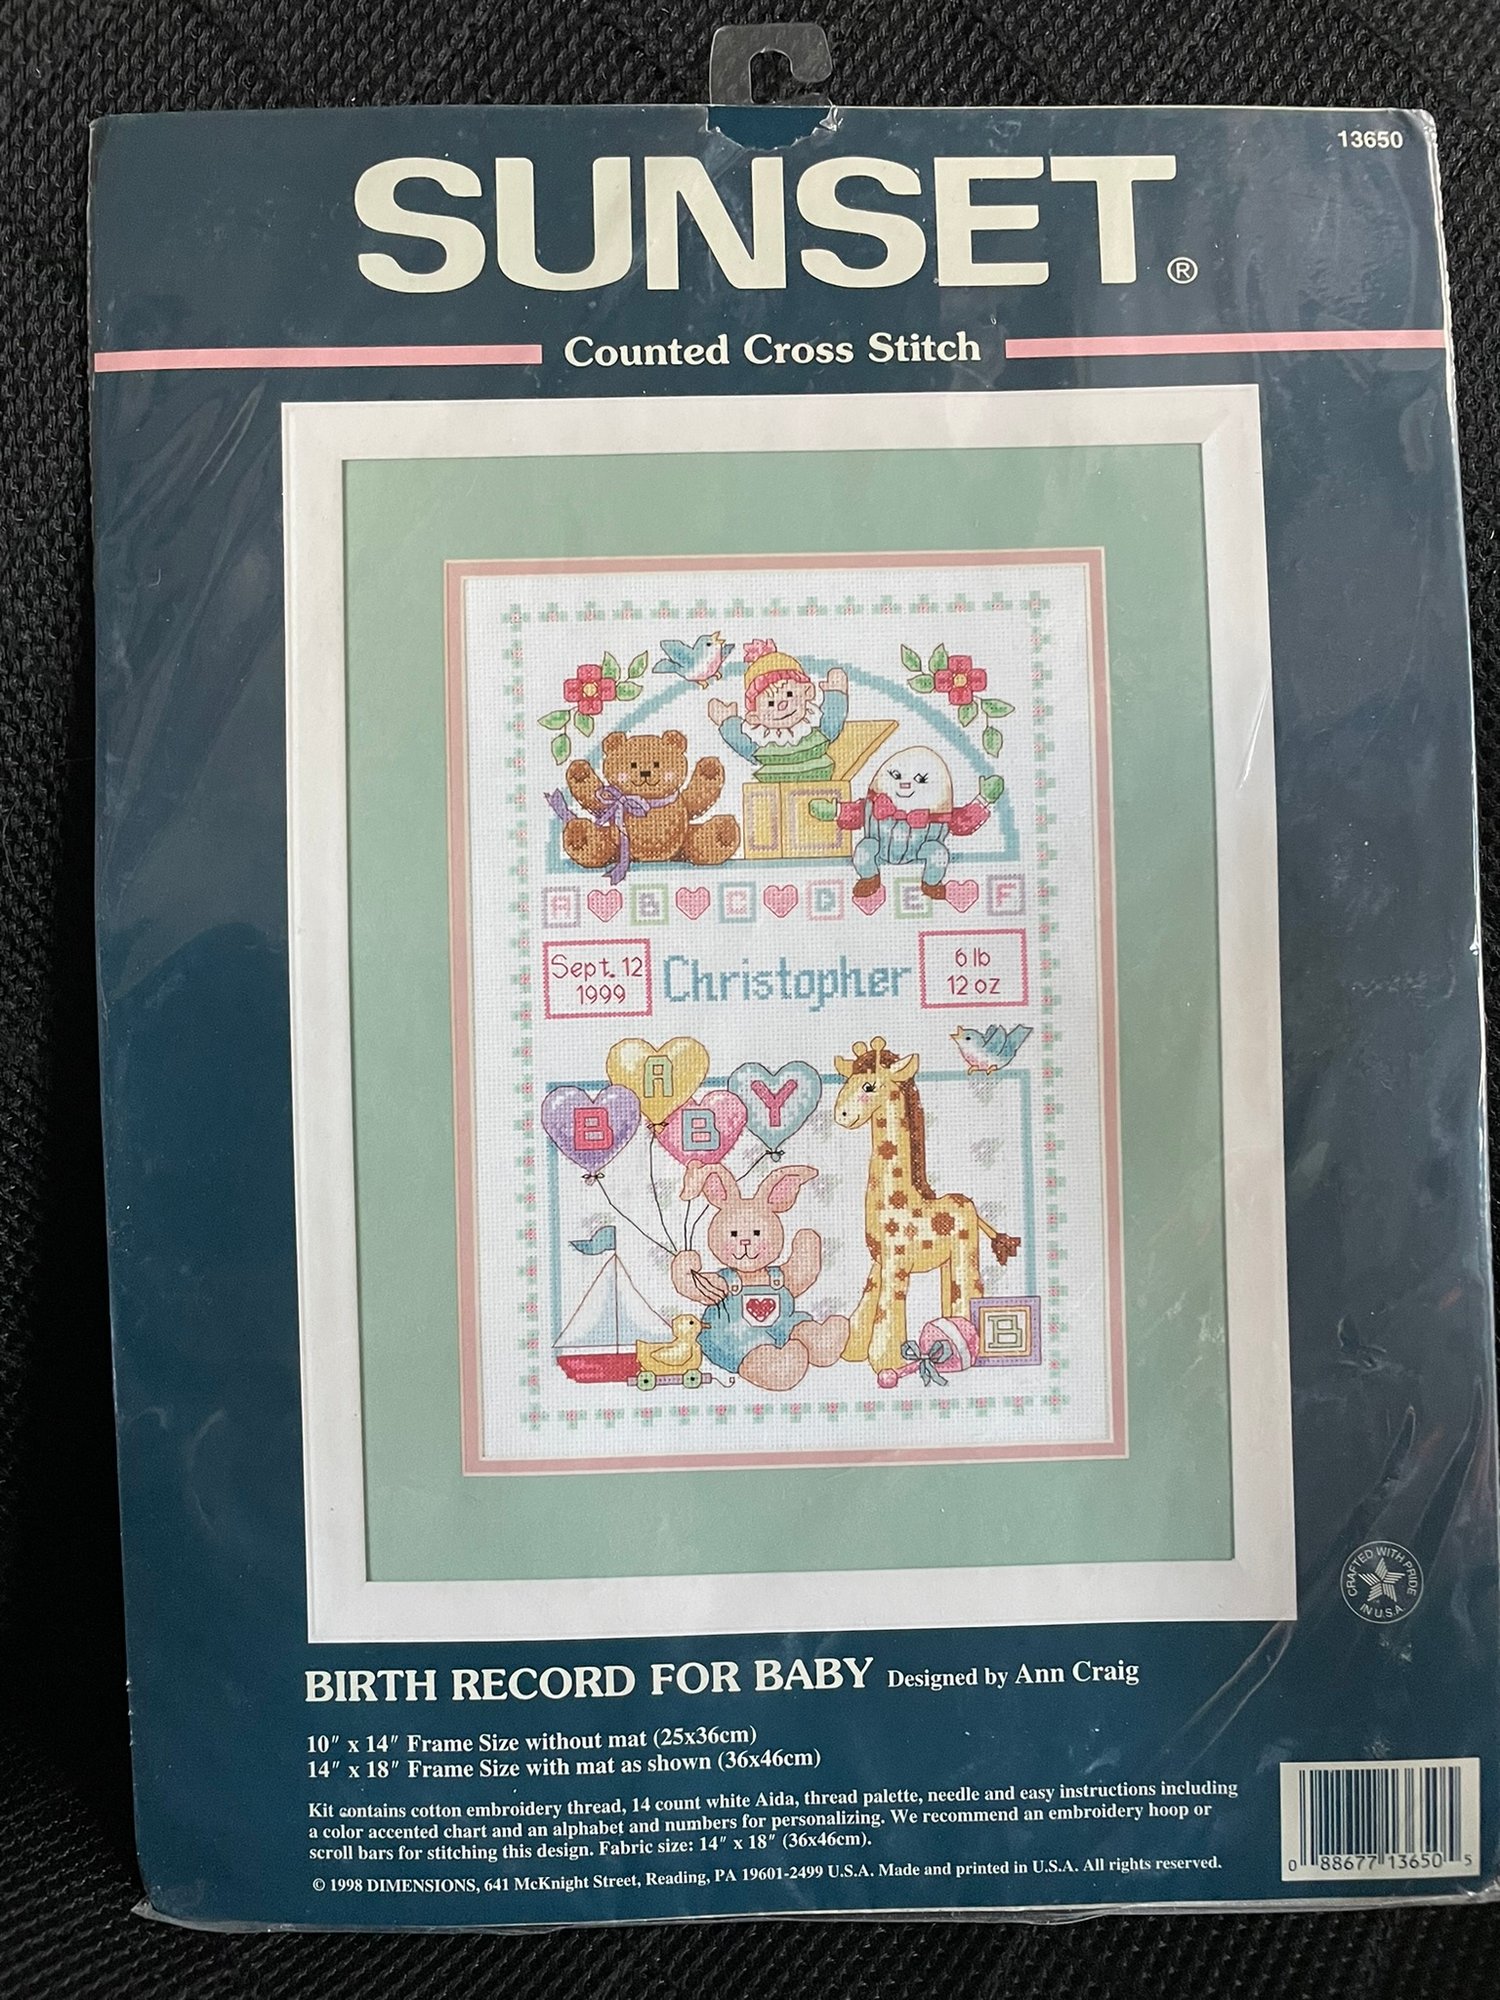 13650
SUNSET®
Counted Cross Stitch
A B C D E F
Sept. 12
1999
Christopher
6 lb
12 oz
B A B Y
B
CRAFTED WITH PRIDE
IN U.S.A.
BIRTH RECORD FOR BABY Designed by Ann Craig
10" x 14" Frame Size without mat (25x36cm)
14" x 18" Frame Size with mat as shown (36x46cm)
Kit contains cotton embroidery thread, 14 count white Aida, thread palette, needle and easy instructions including
a color accented chart and an alphabet and numbers for personalizing. We recommend an embroidery hoop or
scroll bars for stitching this design. Fabric size: 14" x 18" (36x46cm).
© 1998 DIMENSIONS, 641 McKnight Street, Reading, PA 19601-2499 U.S.A. Made and printed in U.S.A. All rights reserved.
0 88677 13650 5